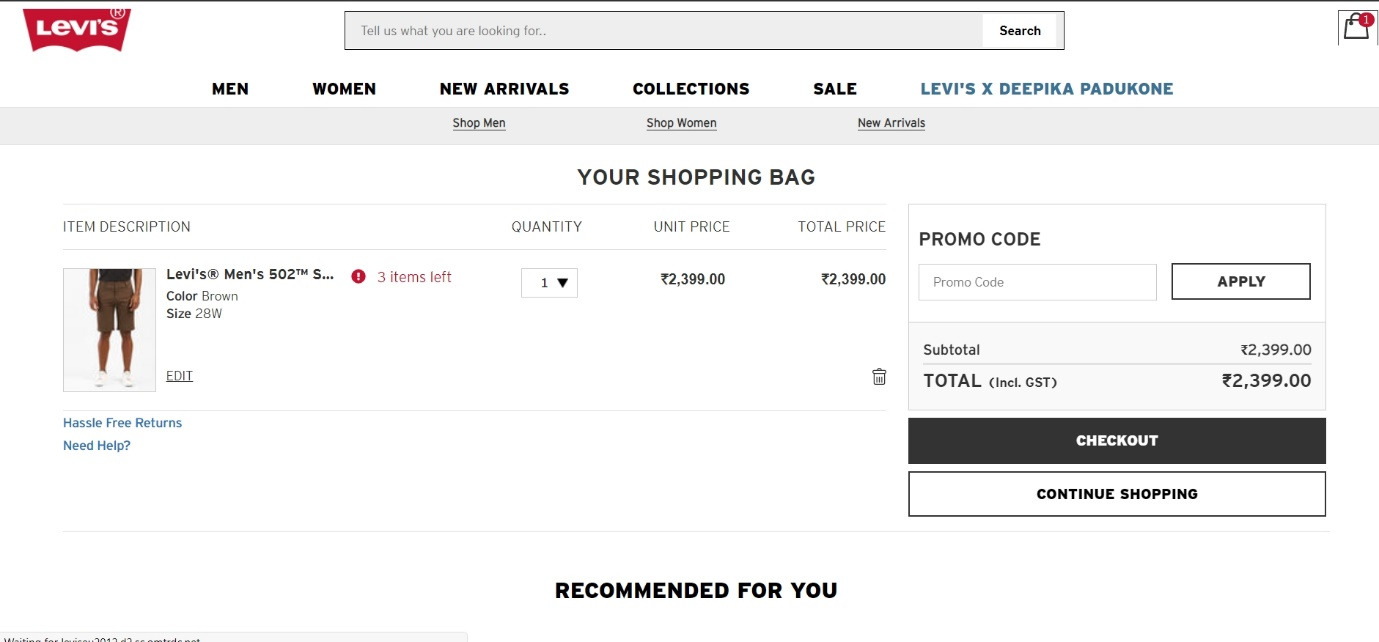 Levi's®
Tell us what you are looking for..
Search
1
MEN WOMEN NEW ARRIVALS COLLECTIONS SALE LEVI'S X DEEPIKA PADUKONE
Shop Men Shop Women New Arrivals
YOUR SHOPPING BAG
ITEM DESCRIPTION QUANTITY UNIT PRICE TOTAL PRICE
Levi's® Men's 502™ S... 3 items left 1 ₹2,399.00 ₹2,399.00
Color Brown
Size 28W
EDIT
Hassle Free Returns
Need Help?
PROMO CODE
Promo Code APPLY
Subtotal ₹2,399.00
TOTAL (Incl. GST) ₹2,399.00
CHECKOUT
CONTINUE SHOPPING
RECOMMENDED FOR YOU